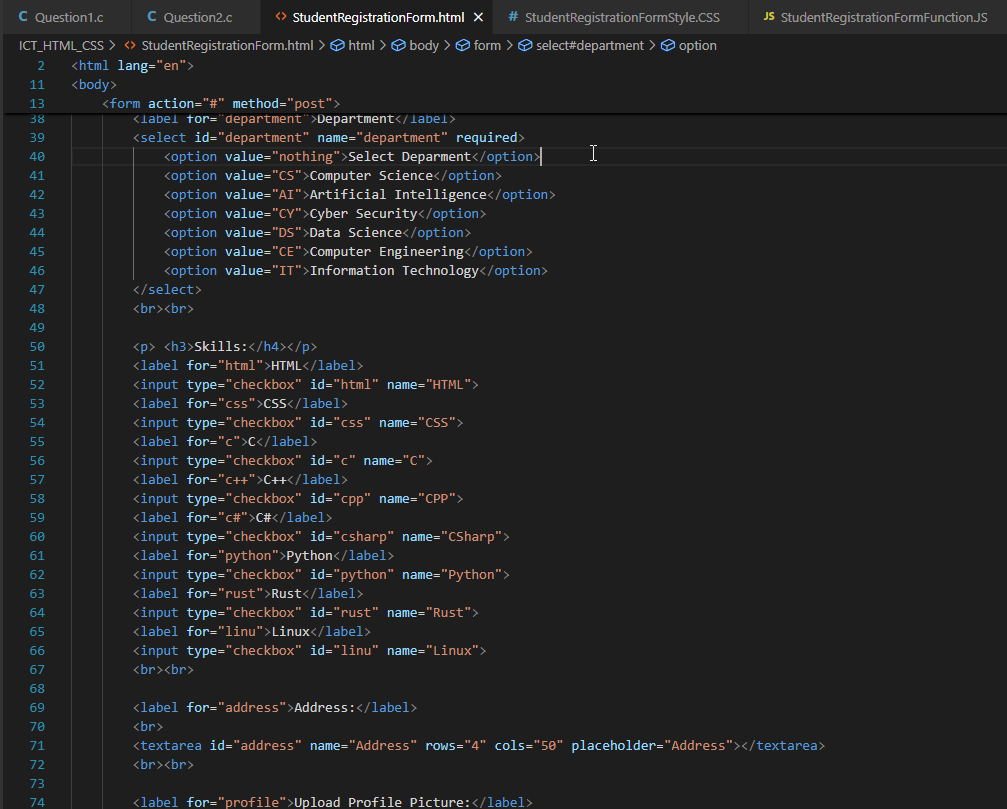 Question1.c Question2.c StudentRegistrationForm.html StudentRegistrationFormStyle.CSS JS StudentRegistrationFormFunction.JS
ICT_HTML_CSS > StudentRegistrationForm.html > html > body > form > select#department > option
2 <html lang="en">
11 <body>
13 <form action="#" method="post">
38 <label for="department">Department</label>
39 <select id="department" name="department" required>
40 <option value="nothing">Select Deparment</option>
41 <option value="CS">Computer Science</option>
42 <option value="AI">Artificial Intelligence</option>
43 <option value="CY">Cyber Security</option>
44 <option value="DS">Data Science</option>
45 <option value="CE">Computer Engineering</option>
46 <option value="IT">Information Technology</option>
47 </select>
48 <br><br>
49
50 <p> <h3>Skills:</h4></p>
51 <label for="html">HTML</label>
52 <input type="checkbox" id="html" name="HTML">
53 <label for="css">CSS</label>
54 <input type="checkbox" id="css" name="CSS">
55 <label for="c">C</label>
56 <input type="checkbox" id="c" name="C">
57 <label for="c++">C++</label>
58 <input type="checkbox" id="cpp" name="CPP">
59 <label for="c#">C#</label>
60 <input type="checkbox" id="csharp" name="CSharp">
61 <label for="python">Python</label>
62 <input type="checkbox" id="python" name="Python">
63 <label for="rust">Rust</label>
64 <input type="checkbox" id="rust" name="Rust">
65 <label for="linu">Linux</label>
66 <input type="checkbox" id="linu" name="Linux">
67 <br><br>
68
69 <label for="address">Address:</label>
70 <br>
71 <textarea id="address" name="Address" rows="4" cols="50" placeholder="Address"></textarea>
72 <br><br>
73
74 <label for="profile">Upload Profile Picture:</label>